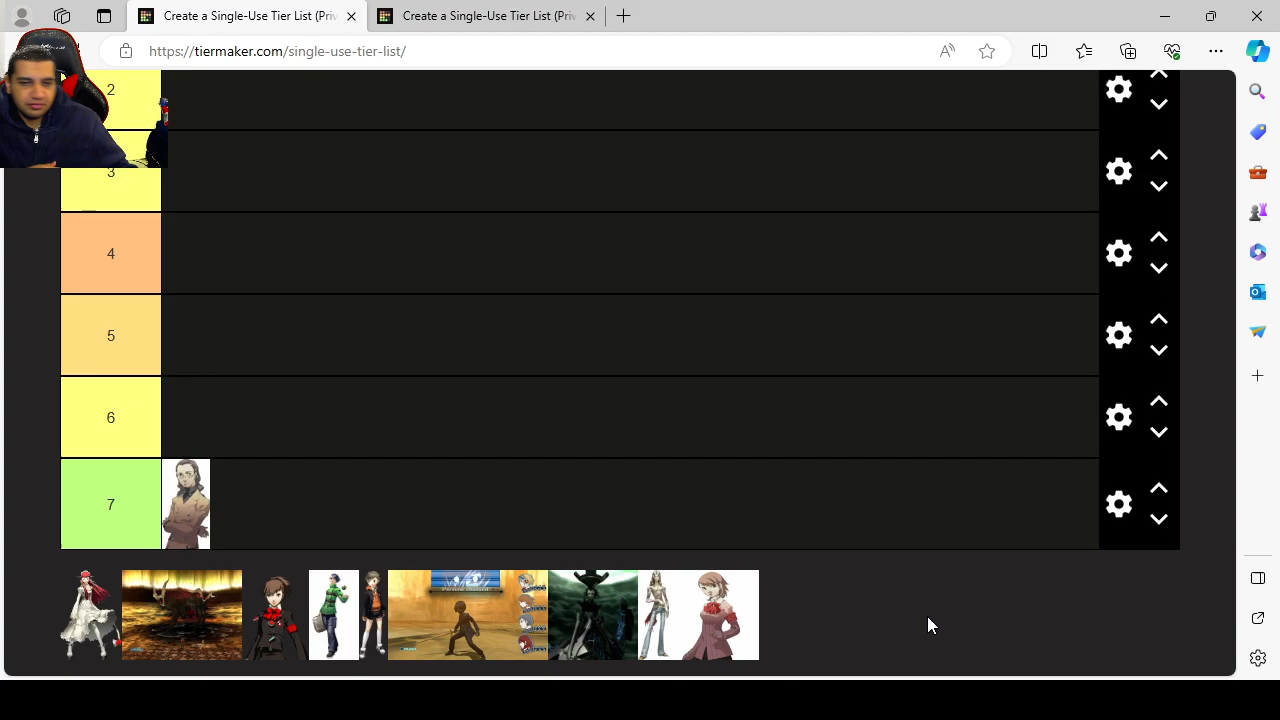 Create a Single-Use Tier List (Priv
Create a Single-Use Tier List (Priv
https://tiermaker.com/single-use-tier-list/
2
3
4
5
6
7